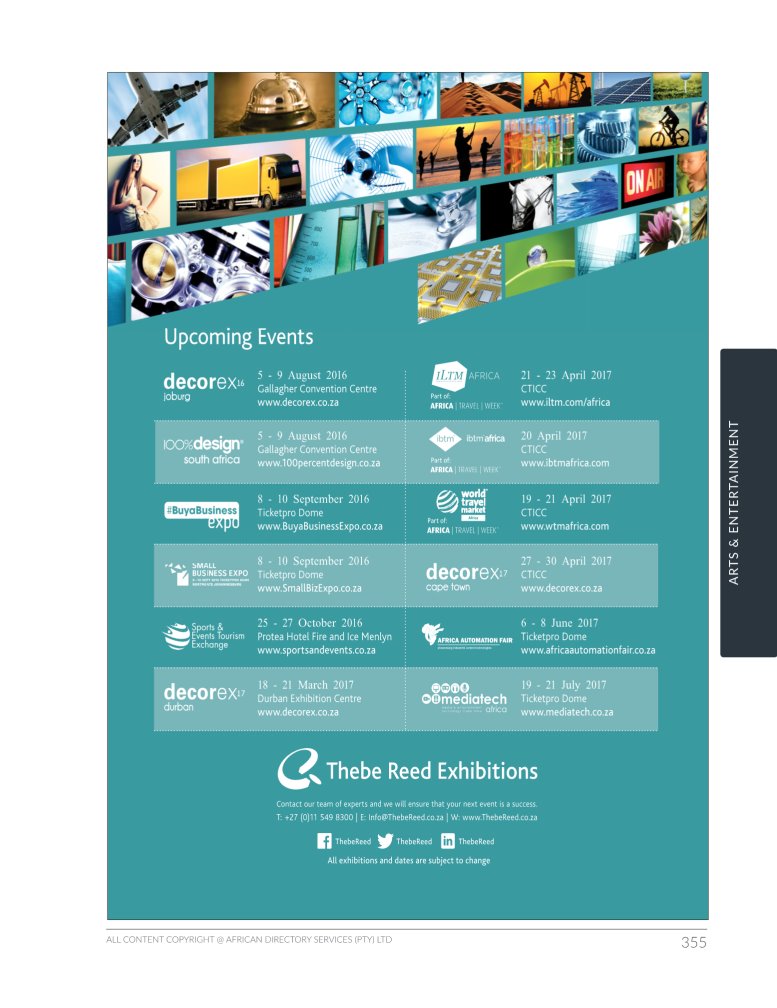 ON AIR
Upcoming Events
decorex16
joburg
5 - 9 August 2016
Gallagher Convention Centre
www.decorex.co.za
100%design®
south africa
5 - 9 August 2016
Gallagher Convention Centre
www.100percentdesign.co.za
#BuyaBusiness
expo
8 - 10 September 2016
Ticketpro Dome
www.BuyaBusinessExpo.co.za
SMALL
BUSINESS EXPO
8 - 10 September 2016
Ticketpro Dome
www.SmallBizExpo.co.za
Sports &
Events Tourism
Exchange
25 - 27 October 2016
Protea Hotel Fire and Ice Menlyn
www.sportsandevents.co.za
decorex17
durban
18 - 21 March 2017
Durban Exhibition Centre
www.decorex.co.za
ILTM AFRICA
Part of:
AFRICA | TRAVEL | WEEK™
21 - 23 April 2017
CTICC
www.iltm.com/africa
ibtm ibtm africa
Part of:
AFRICA | TRAVEL | WEEK™
20 April 2017
CTICC
www.ibtmafrica.com
world
travel
market
Africa
Part of:
AFRICA | TRAVEL | WEEK™
19 - 21 April 2017
CTICC
www.wtmafrica.com
decorex17
cape town
27 - 30 April 2017
CTICC
www.decorex.co.za
AFRICA AUTOMATION FAIR
6 - 8 June 2017
Ticketpro Dome
www.africaautomationfair.co.za
mediatech
africa
19 - 21 July 2017
Ticketpro Dome
www.mediatech.co.za
Thebe Reed Exhibitions
Contact our team of experts and we will ensure that your next event is a success.
T: +27 (0)11 549 8300 | E: Info@ThebeReed.co.za | W: www.ThebeReed.co.za
ThebeReed ThebeReed ThebeReed
All exhibitions and dates are subject to change
ARTS & ENTERTAINMENT
ALL CONTENT COPYRIGHT @ AFRICAN DIRECTORY SERVICES (PTY) LTD
355